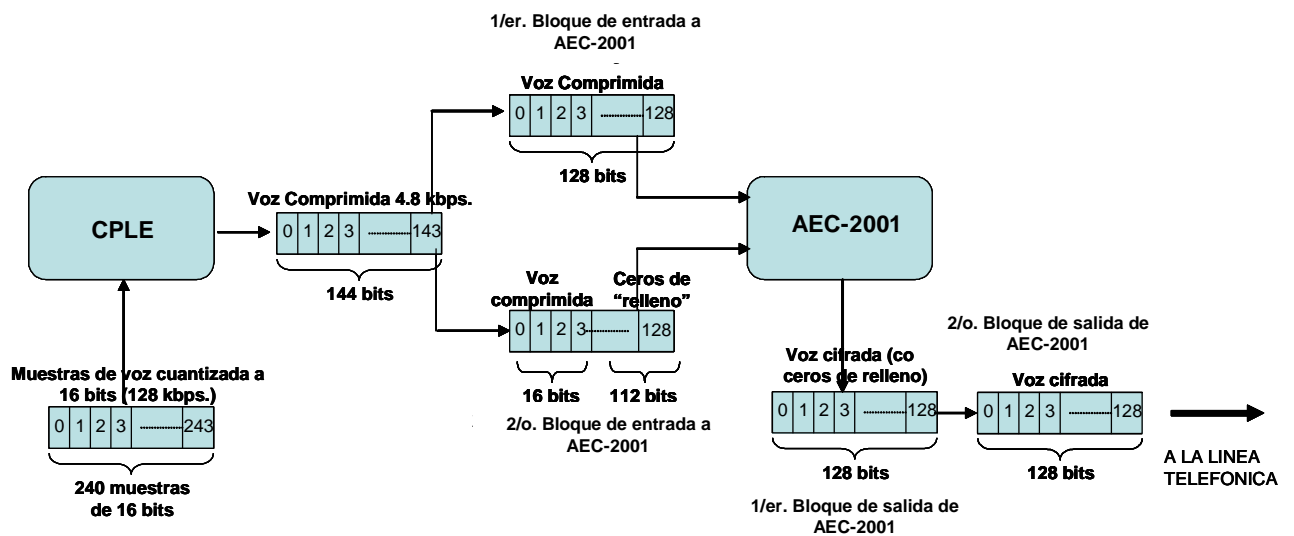 1/er. Bloque de entrada a
AEC-2001
Voz Comprimida
0 1 2 3 ................ 128
128 bits
CPLE
Voz Comprimida 4.8 kbps.
0 1 2 3 ................ 143
144 bits
AEC-2001
Voz
comprimida
Ceros de
“relleno”
0 1 2 3 ............ 128
16 bits
112 bits
2/o. Bloque de entrada a
AEC-2001
Muestras de voz cuantizada a
16 bits (128 kbps.)
0 1 2 3 ................ 243
240 muestras
de 16 bits
Voz cifrada (co
ceros de relleno)
0 1 2 3 ................ 128
128 bits
1/er. Bloque de salida de
AEC-2001
2/o. Bloque de salida de
AEC-2001
Voz cifrada
0 1 2 3 ................ 128
128 bits
A LA LINEA
TELEFONICA